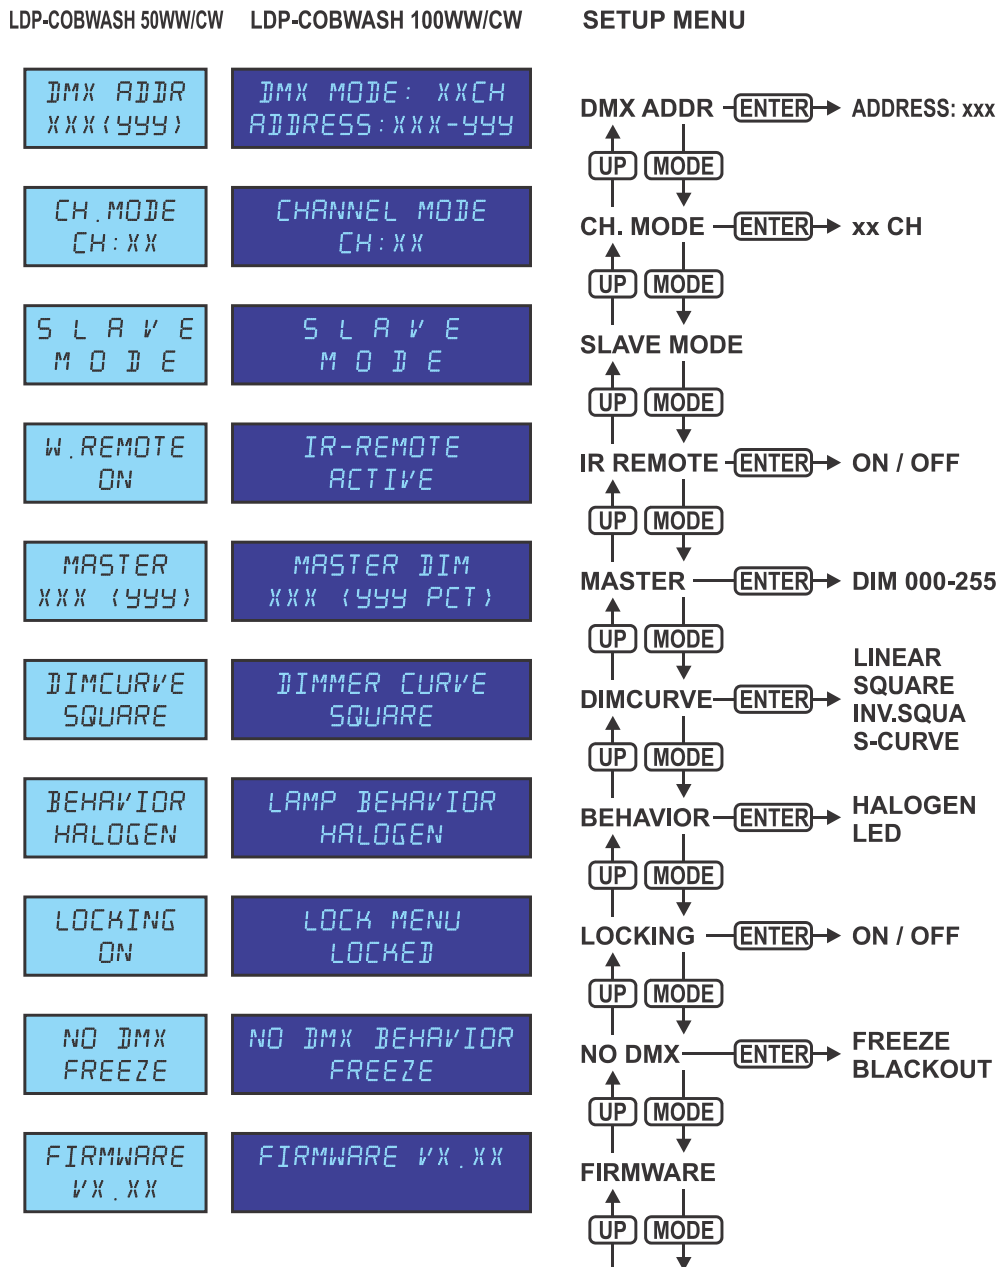 LDP-COBWASH 50WW/CW LDP-COBWASH 100WW/CW SETUP MENU
DMX ADDR
XXX(yyy)
DMX MODE: XXCH
ADDRESS:XXX-yyy
DMX ADDR ENTER ADDRESS: xxx
UP MODE
CH.MODE
CH:XX
CHANNEL MODE
CH:XX
CH. MODE ENTER xx CH
UP MODE
SLAVE
MODE
SLAVE
MODE
SLAVE MODE
UP MODE
W.REMOTE
ON
IR-REMOTE
ACTIVE
IR REMOTE ENTER ON / OFF
UP MODE
MASTER
XXX (yyy)
MASTER DIM
XXX (yyy PCT)
MASTER ENTER DIM 000-255
UP MODE
DIMCURVE
SQUARE
DIMMER CURVE
SQUARE
DIMCURVE ENTER
LINEAR
SQUARE
INV.SQUA
S-CURVE
UP MODE
BEHAVIOR
HALOGEN
LAMP BEHAVIOR
HALOGEN
BEHAVIOR ENTER
HALOGEN
LED
UP MODE
LOCKING
ON
LOCK MENU
LOCKED
LOCKING ENTER ON / OFF
UP MODE
NO DMX
FREEZE
NO DMX BEHAVIOR
FREEZE
NO DMX ENTER
FREEZE
BLACKOUT
UP MODE
FIRMWARE
VX.XX
FIRMWARE VX.XX
FIRMWARE
UP MODE